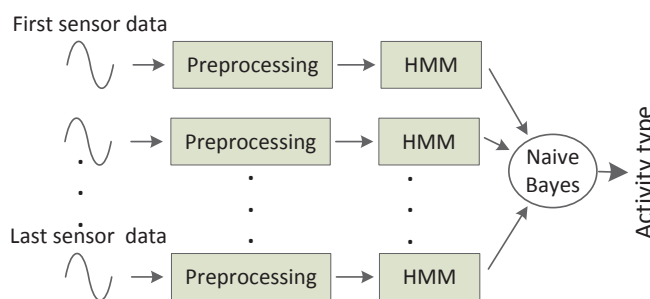 First sensor data
Preprocessing
HMM
Preprocessing
HMM
Naive
Bayes
Activity type
Last sensor data
Preprocessing
HMM